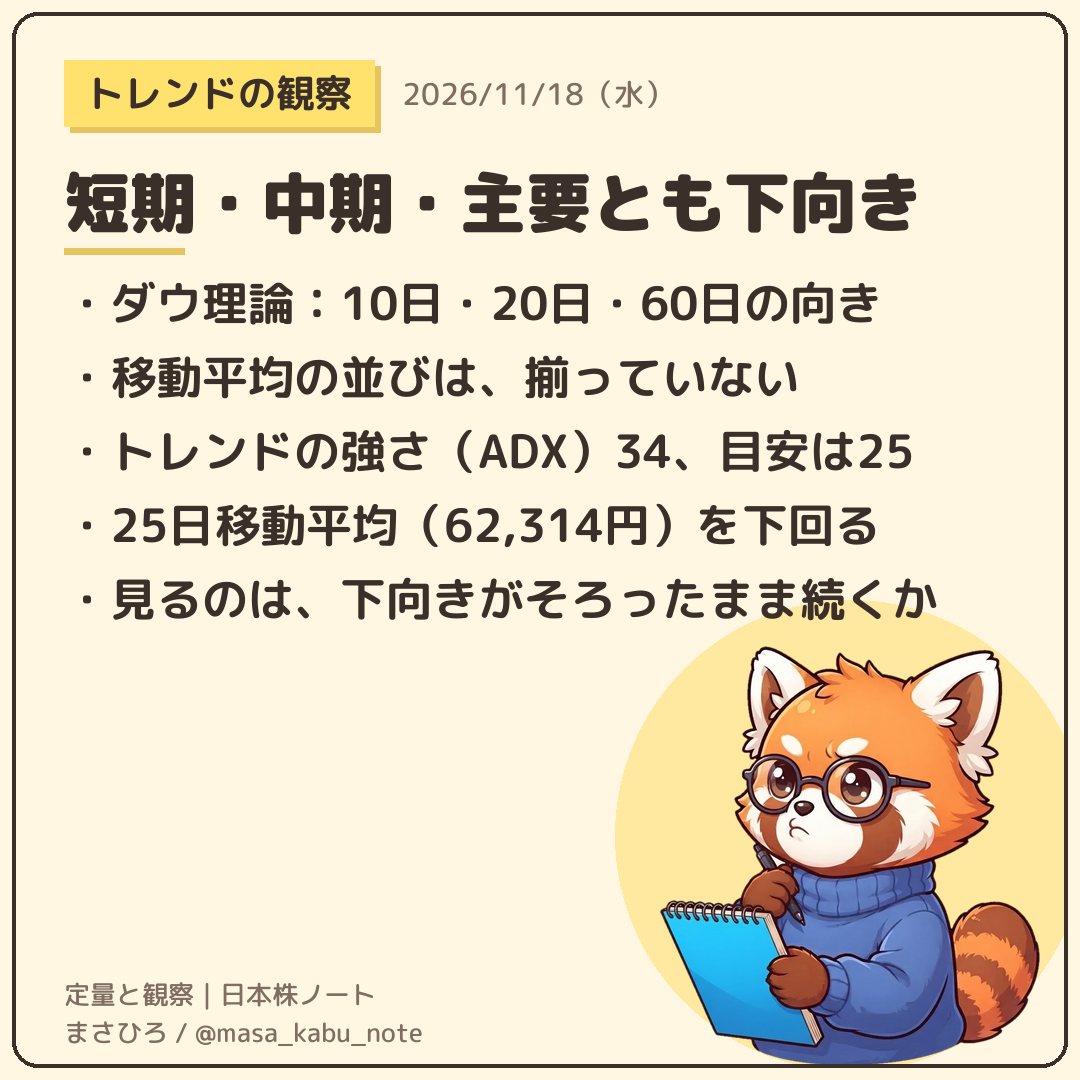 トレンドの観察
2026/11/18（水）
短期・中期・主要とも下向き
・ダウ理論：10日・20日・60日の向き
・移動平均の並びは、揃っていない
・トレンドの強さ（ADX）34、目安は25
・25日移動平均（62,314円）を下回る
・見るのは、下向きがそろったまま続くか
定量と観察 | 日本株ノート
まさひろ / @masa_kabu_note